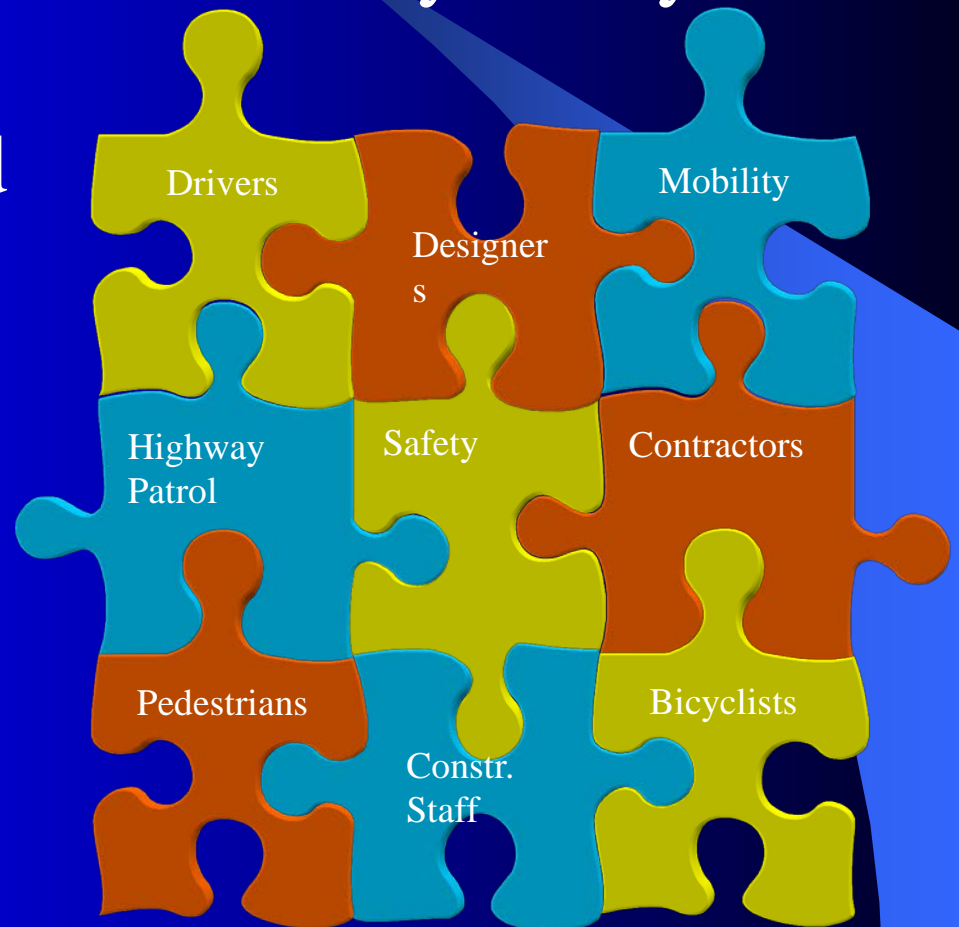 Drivers
Mobility
Designer
s
Highway
Patrol
Safety
Contractors
Pedestrians
Bicyclists
Constr.
Staff